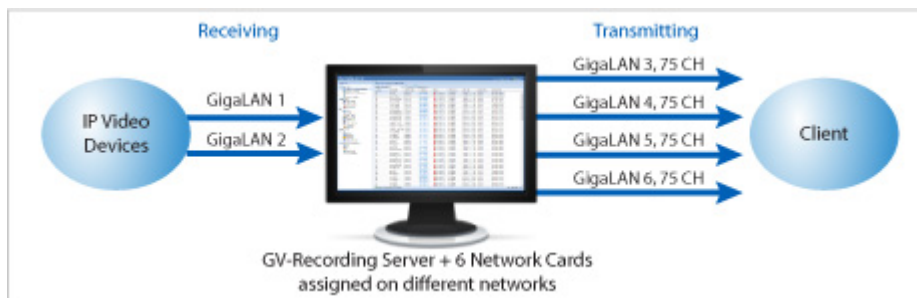 Receiving
Transmitting
GigaLAN 3, 75 CH
GigaLAN 1
GigaLAN 4, 75 CH
IP Video
Devices
GigaLAN 2
Client
GigaLAN 5, 75 CH
GigaLAN 6, 75 CH
GV-Recording Server + 6 Network Cards
assigned on different networks